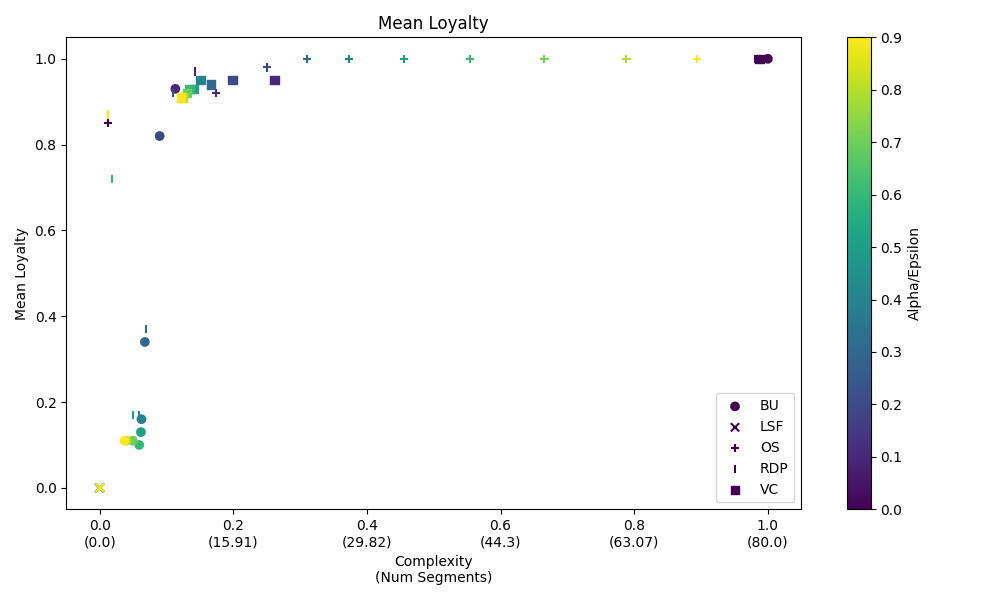 Mean Loyalty
1.0
0.8
0.6
0.4
0.2
0.0
Mean Loyalty
0.0
(0.0)
0.2
(15.91)
0.4
(29.82)
0.6
(44.3)
0.8
(63.07)
1.0
(80.0)
Complexity
(Num Segments)
BU
LSF
OS
RDP
VC
0.9
0.8
0.7
0.6
0.5
0.4
0.3
0.2
0.1
0.0
Alpha/Epsilon